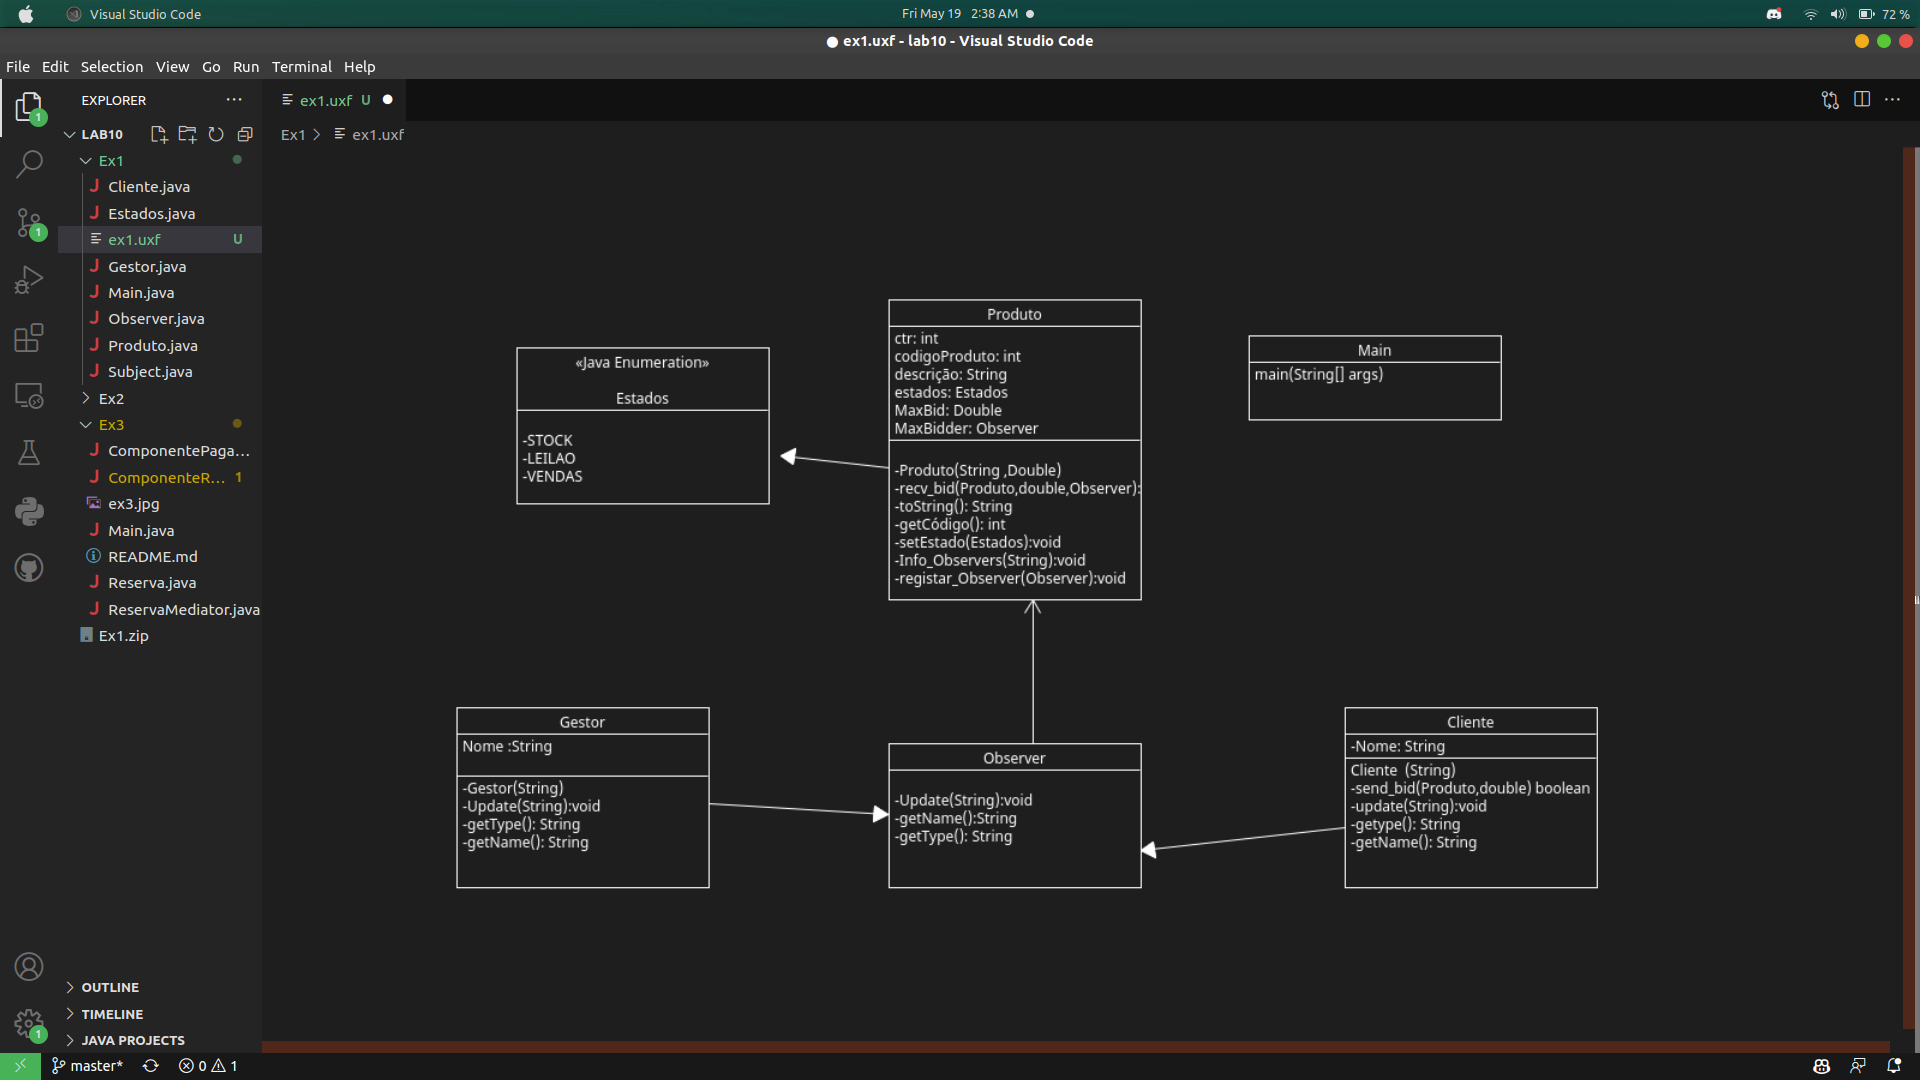 Visual Studio Code
Fri May 19 2:38 AM
72 %
● ex1.uxf - lab10 - Visual Studio Code
File Edit Selection View Go Run Terminal Help
EXPLORER
ex1.uxf U
LAB10
Ex1 > ex1.uxf
Ex1
Cliente.java
Estados.java
ex1.uxf U
Gestor.java
Main.java
Observer.java
Produto.java
Subject.java
Ex2
Ex3
ComponentePaga...
ComponenteR... 1
ex3.jpg
Main.java
README.md
Reserva.java
ReservaMediator.java
Ex1.zip
OUTLINE
TIMELINE
JAVA PROJECTS
1
1
1
«Java Enumeration»
Estados
-STOCK
-LEILAO
-VENDAS
Produto
ctr: int
codigoProduto: int
descrição: String
estados: Estados
MaxBid: Double
MaxBidder: Observer
-Produto(String ,Double)
-recv_bid(Produto,double,Observer):
-toString(): String
-getCódigo(): int
-setEstado(Estados):void
-Info_Observers(String):void
-registar_Observer(Observer):void
Main
main(String[] args)
Gestor
Nome :String
-Gestor(String)
-Update(String):void
-getType(): String
-getName(): String
Observer
-Update(String):void
-getName():String
-getType(): String
Cliente
-Nome: String
Cliente (String)
-send_bid(Produto,double) boolean
-update(String):void
-getype(): String
-getName(): String
master* 0 1